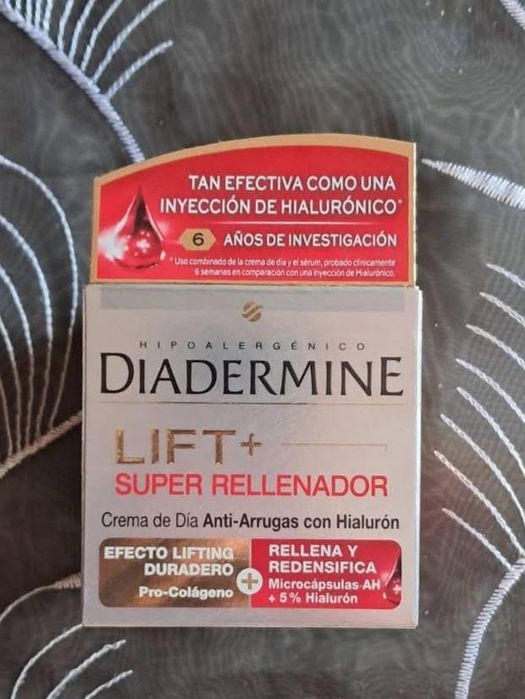 TAN EFECTIVA COMO UNA
INYECCIÓN DE HIALURÓNICO*
6 AÑOS DE INVESTIGACIÓN
* Uso combinado de la crema de día y el sérum, probado clínicamente
6 semanas en comparación con una inyección de Hialurónico.
HIPOALERGÉNICO
DIADERMINE
LIFT+
SUPER RELLENADOR
Crema de Día Anti-Arrugas con Hialurón
EFECTO LIFTING
DURADERO
Pro-Colágeno
+
RELLENA Y
REDENSIFICA
Microcápsulas AH
+ 5% Hialurón